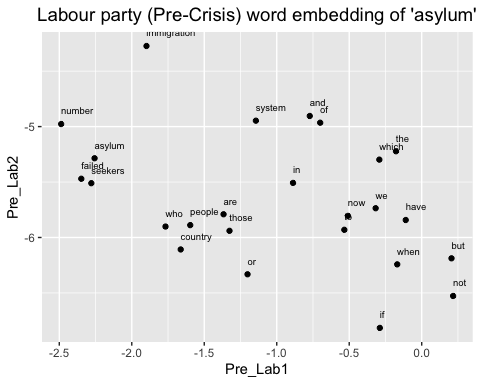 Labour party (Pre-Crisis) word embedding of 'asylum'
immigration
number
system
and
of
asylum
the
which
failed
seekers
in
we
now
to
have
who
people
are
those
country
or
when
but
not
if
-5
-6
-2.5
-2.0
-1.5
-1.0
-0.5
0.0
Pre_Lab1
Pre_Lab2